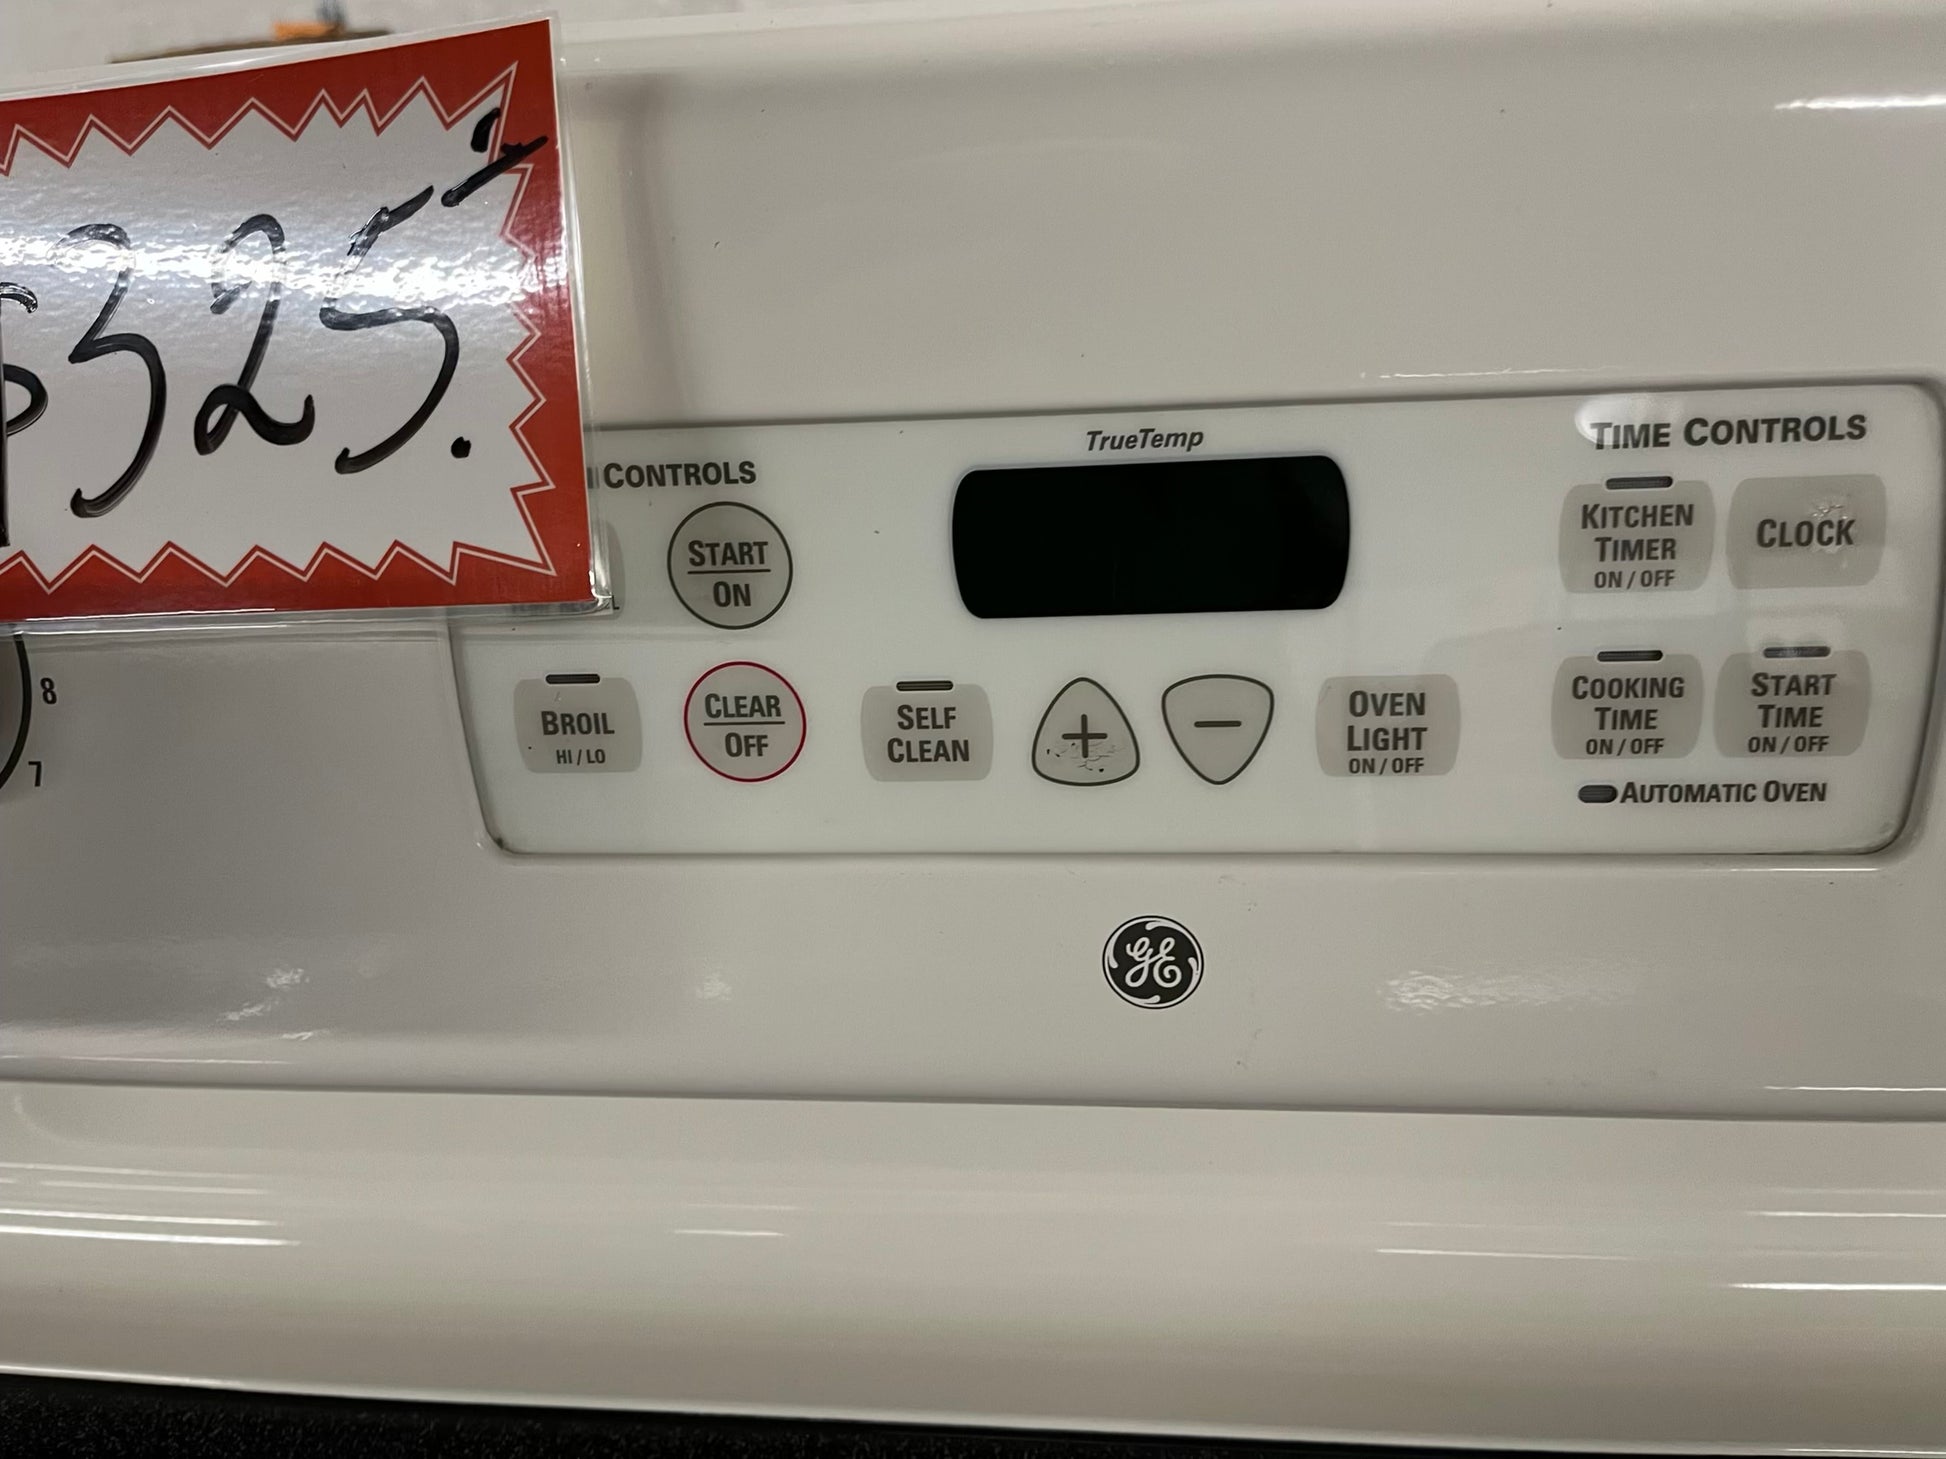 $325.-
CONTROLS
START
ON
BROIL
HI / LO
CLEAR
OFF
SELF
CLEAN
TrueTemp
+
−
OVEN
LIGHT
ON / OFF
TIME CONTROLS
KITCHEN
TIMER
ON / OFF
CLOCK
COOKING
TIME
ON / OFF
START
TIME
ON / OFF
AUTOMATIC OVEN
8
7
GE